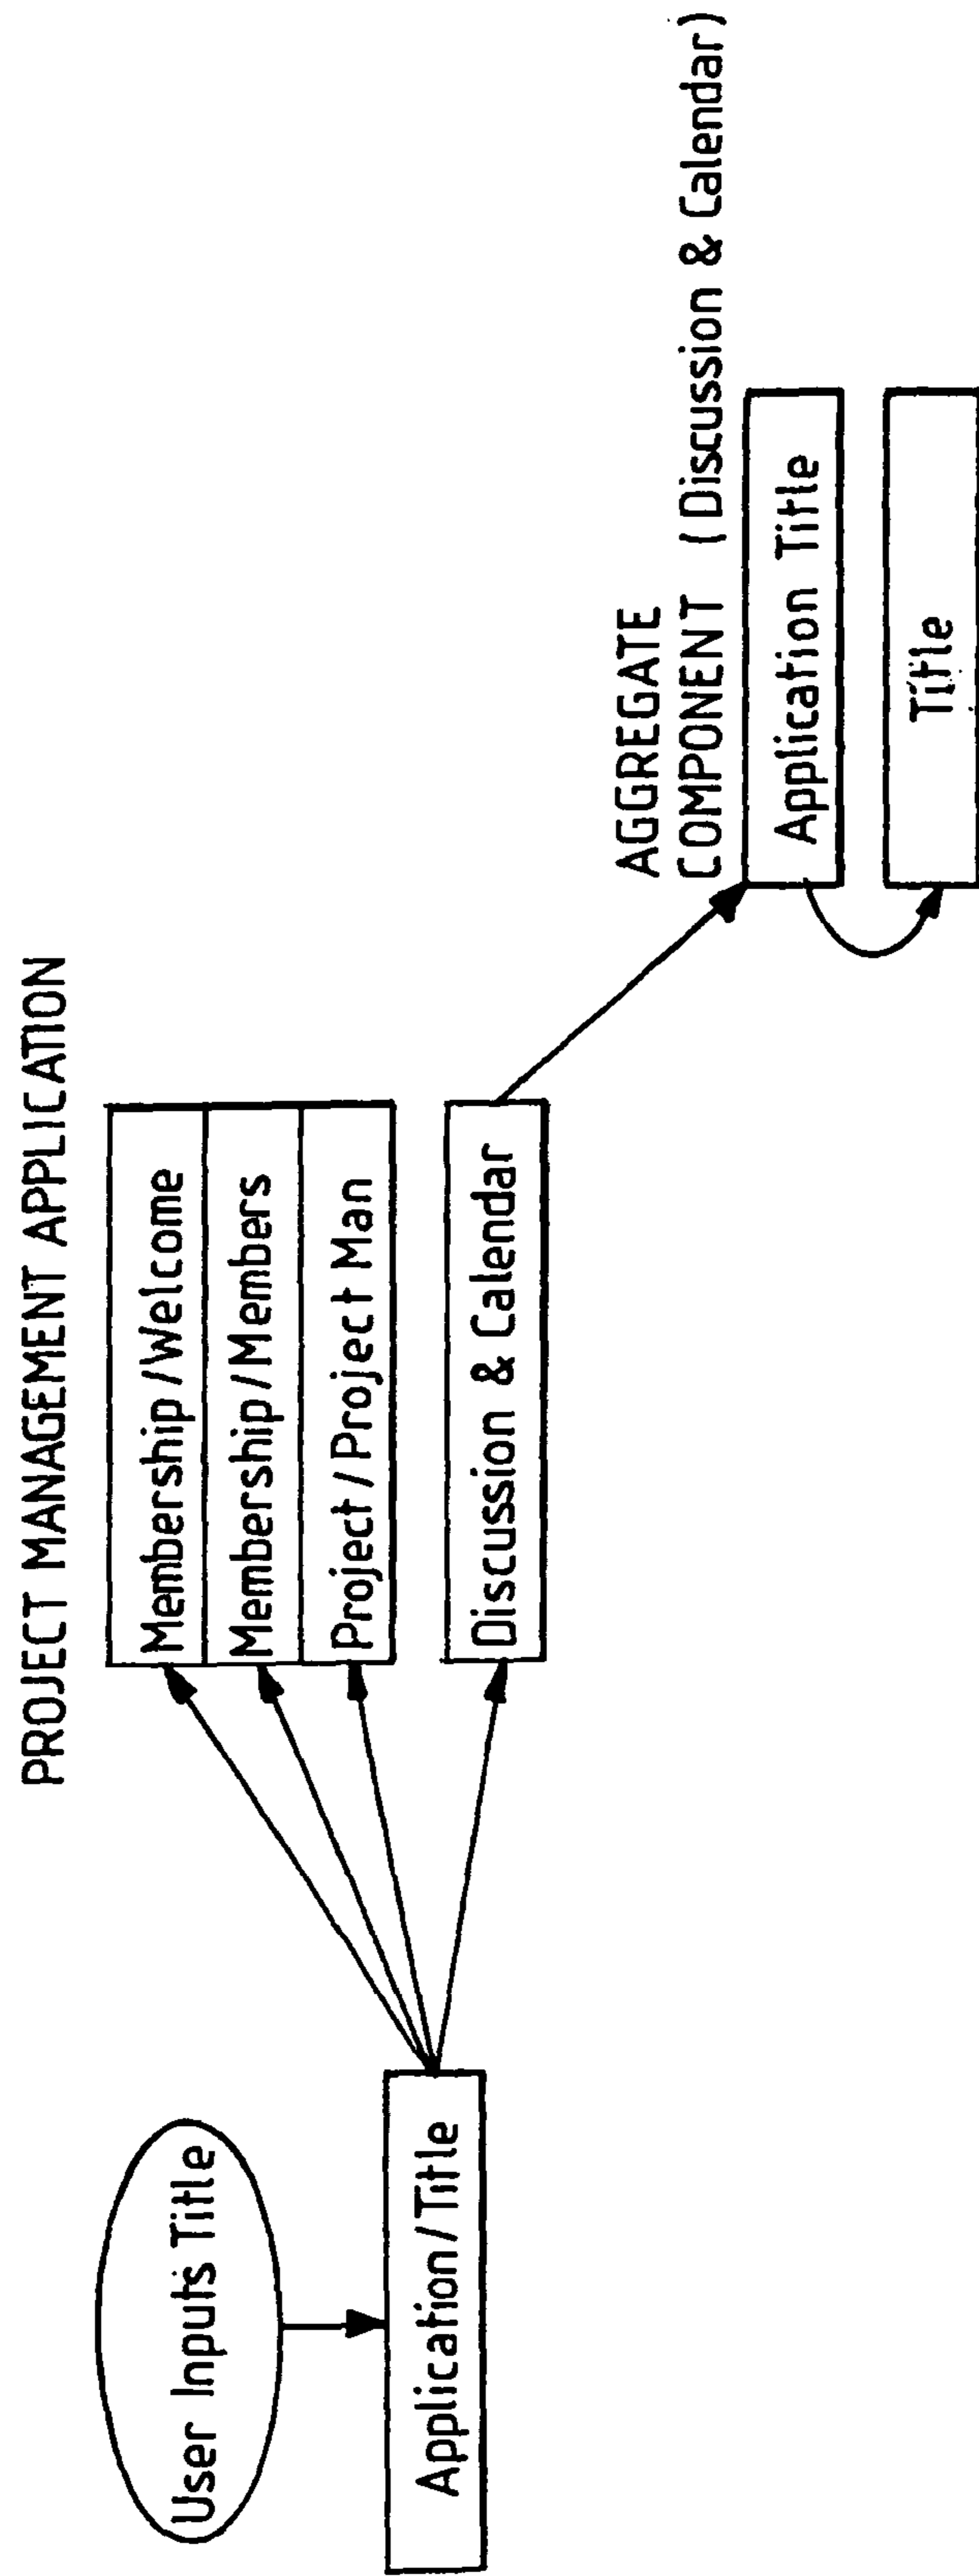 PROJECT MANAGEMENT APPLICATION
User Inputs Title
Application/Title
Membership/Welcome
Membership/Members
Project/Project Man
Discussion & Calendar
AGGREGATE
COMPONENT (Discussion & Calendar)
Application Title
Title